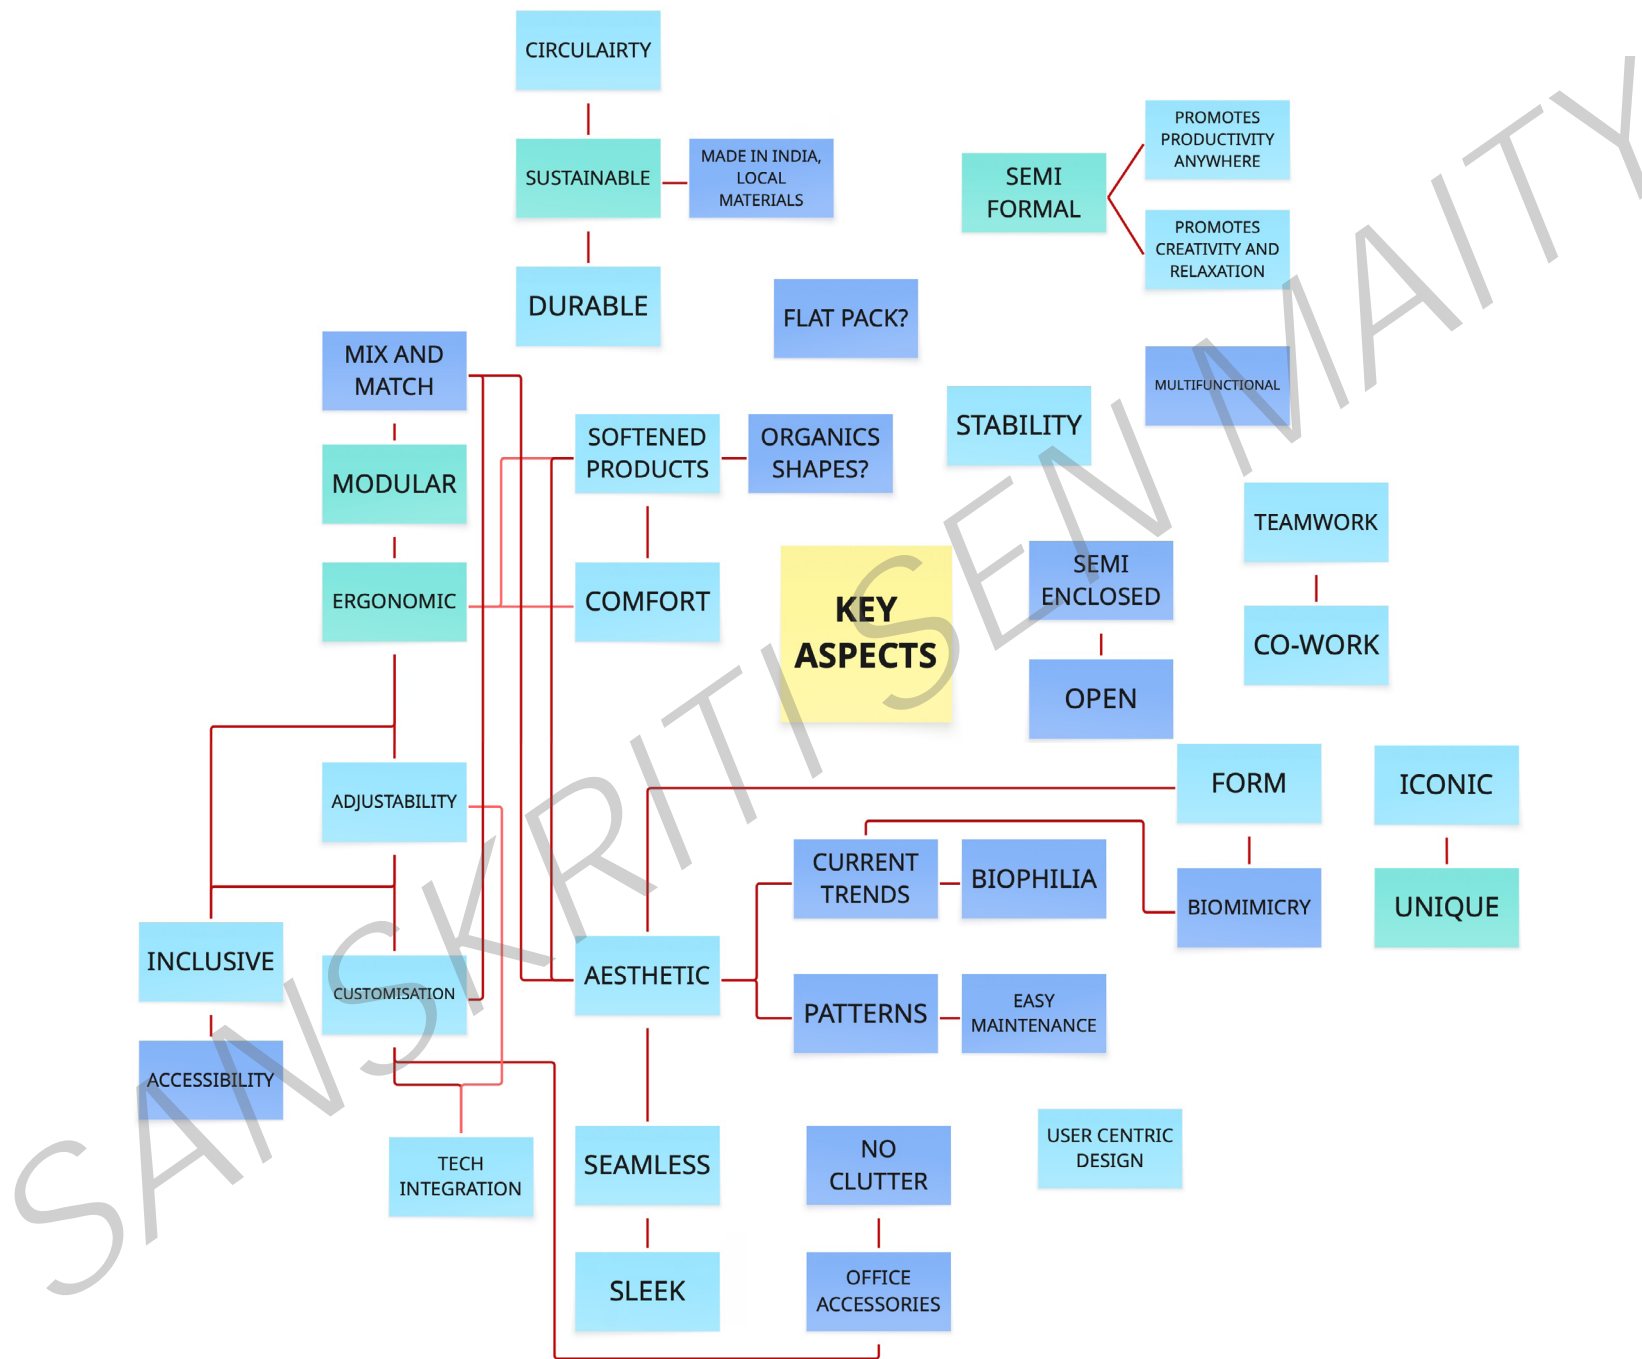 CIRCULAIRTY
SUSTAINABLE
MADE IN INDIA,
LOCAL
MATERIALS
DURABLE
SEMI
FORMAL
PROMOTES
PRODUCTIVITY
ANYWHERE
PROMOTES
CREATIVITY AND
RELAXATION
FLAT PACK?
MIX AND
MATCH
MODULAR
ERGONOMIC
SOFTENED
PRODUCTS
ORGANICS
SHAPES?
COMFORT
STABILITY
MULTIFUNCTIONAL
KEY
ASPECTS
SEMI
ENCLOSED
OPEN
TEAMWORK
CO-WORK
ADJUSTABILITY
INCLUSIVE
ACCESSIBILITY
CUSTOMISATION
TECH
INTEGRATION
AESTHETIC
FORM
ICONIC
CURRENT
TRENDS
BIOPHILIA
BIOMIMICRY
UNIQUE
PATTERNS
EASY
MAINTENANCE
SEAMLESS
SLEEK
NO
CLUTTER
OFFICE
ACCESSORIES
USER CENTRIC
DESIGN
SANSKRITI SEN MAITY